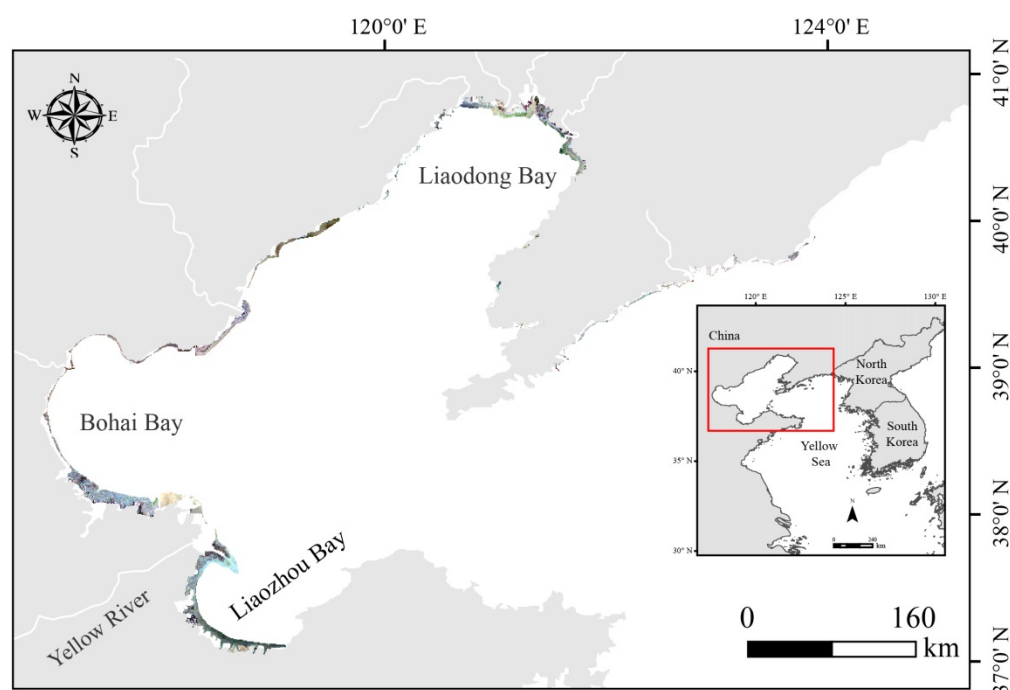 120°0' E
124°0' E
N
W
E
S
41°0' N
Liaodong Bay
40°0' N
120° E
125° E
130° E
China
40° N
North
Korea
39°0' N
Bohai Bay
South
Korea
Yellow
Sea
35° N
38°0' N
N
0
240
km
30° N
Liaozhou Bay
Yellow River
0
160
km
37°0' N